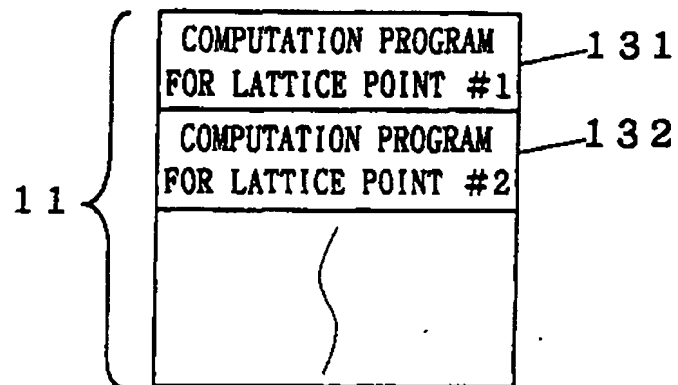 COMPUTATION PROGRAM
FOR LATTICE POINT #1
131
COMPUTATION PROGRAM
FOR LATTICE POINT #2
132
11